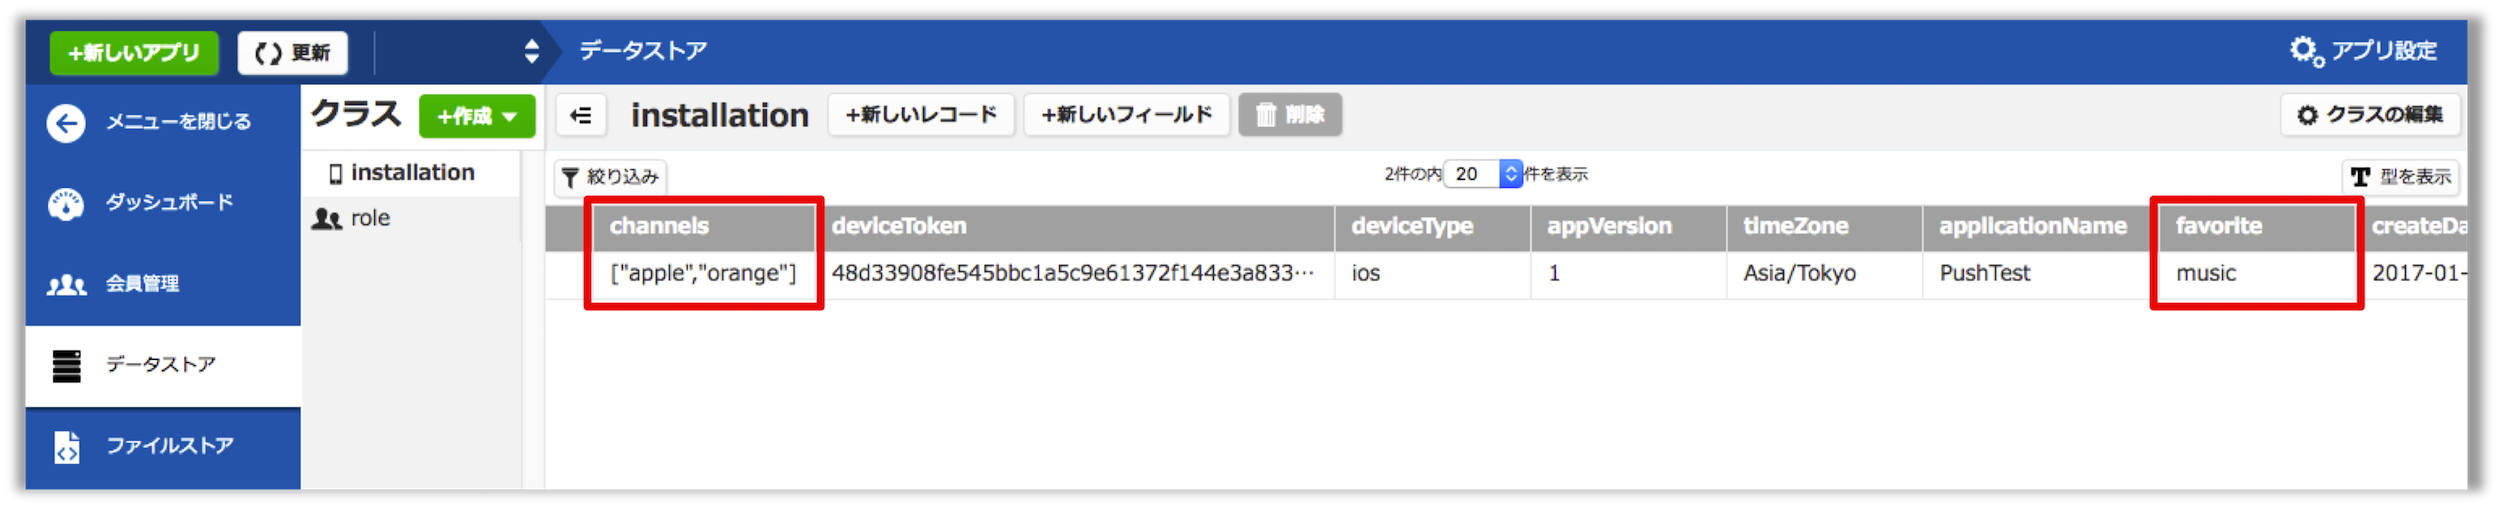 +新しいアプリ
更新
データストア
アプリ設定
メニューを閉じる
ダッシュボード
会員管理
データストア
ファイルストア
クラス
+作成
installation
role
installation
+新しいレコード
+新しいフィールド
削除
クラスの編集
絞り込み
2件の内 20 件を表示
T 型を表示
channels deviceToken deviceType appVersion timeZone applicationName favorite createDa
["apple","orange"] 48d33908fe545bbc1a5c9e61372f144e3a833… ios 1 Asia/Tokyo PushTest music 2017-01-